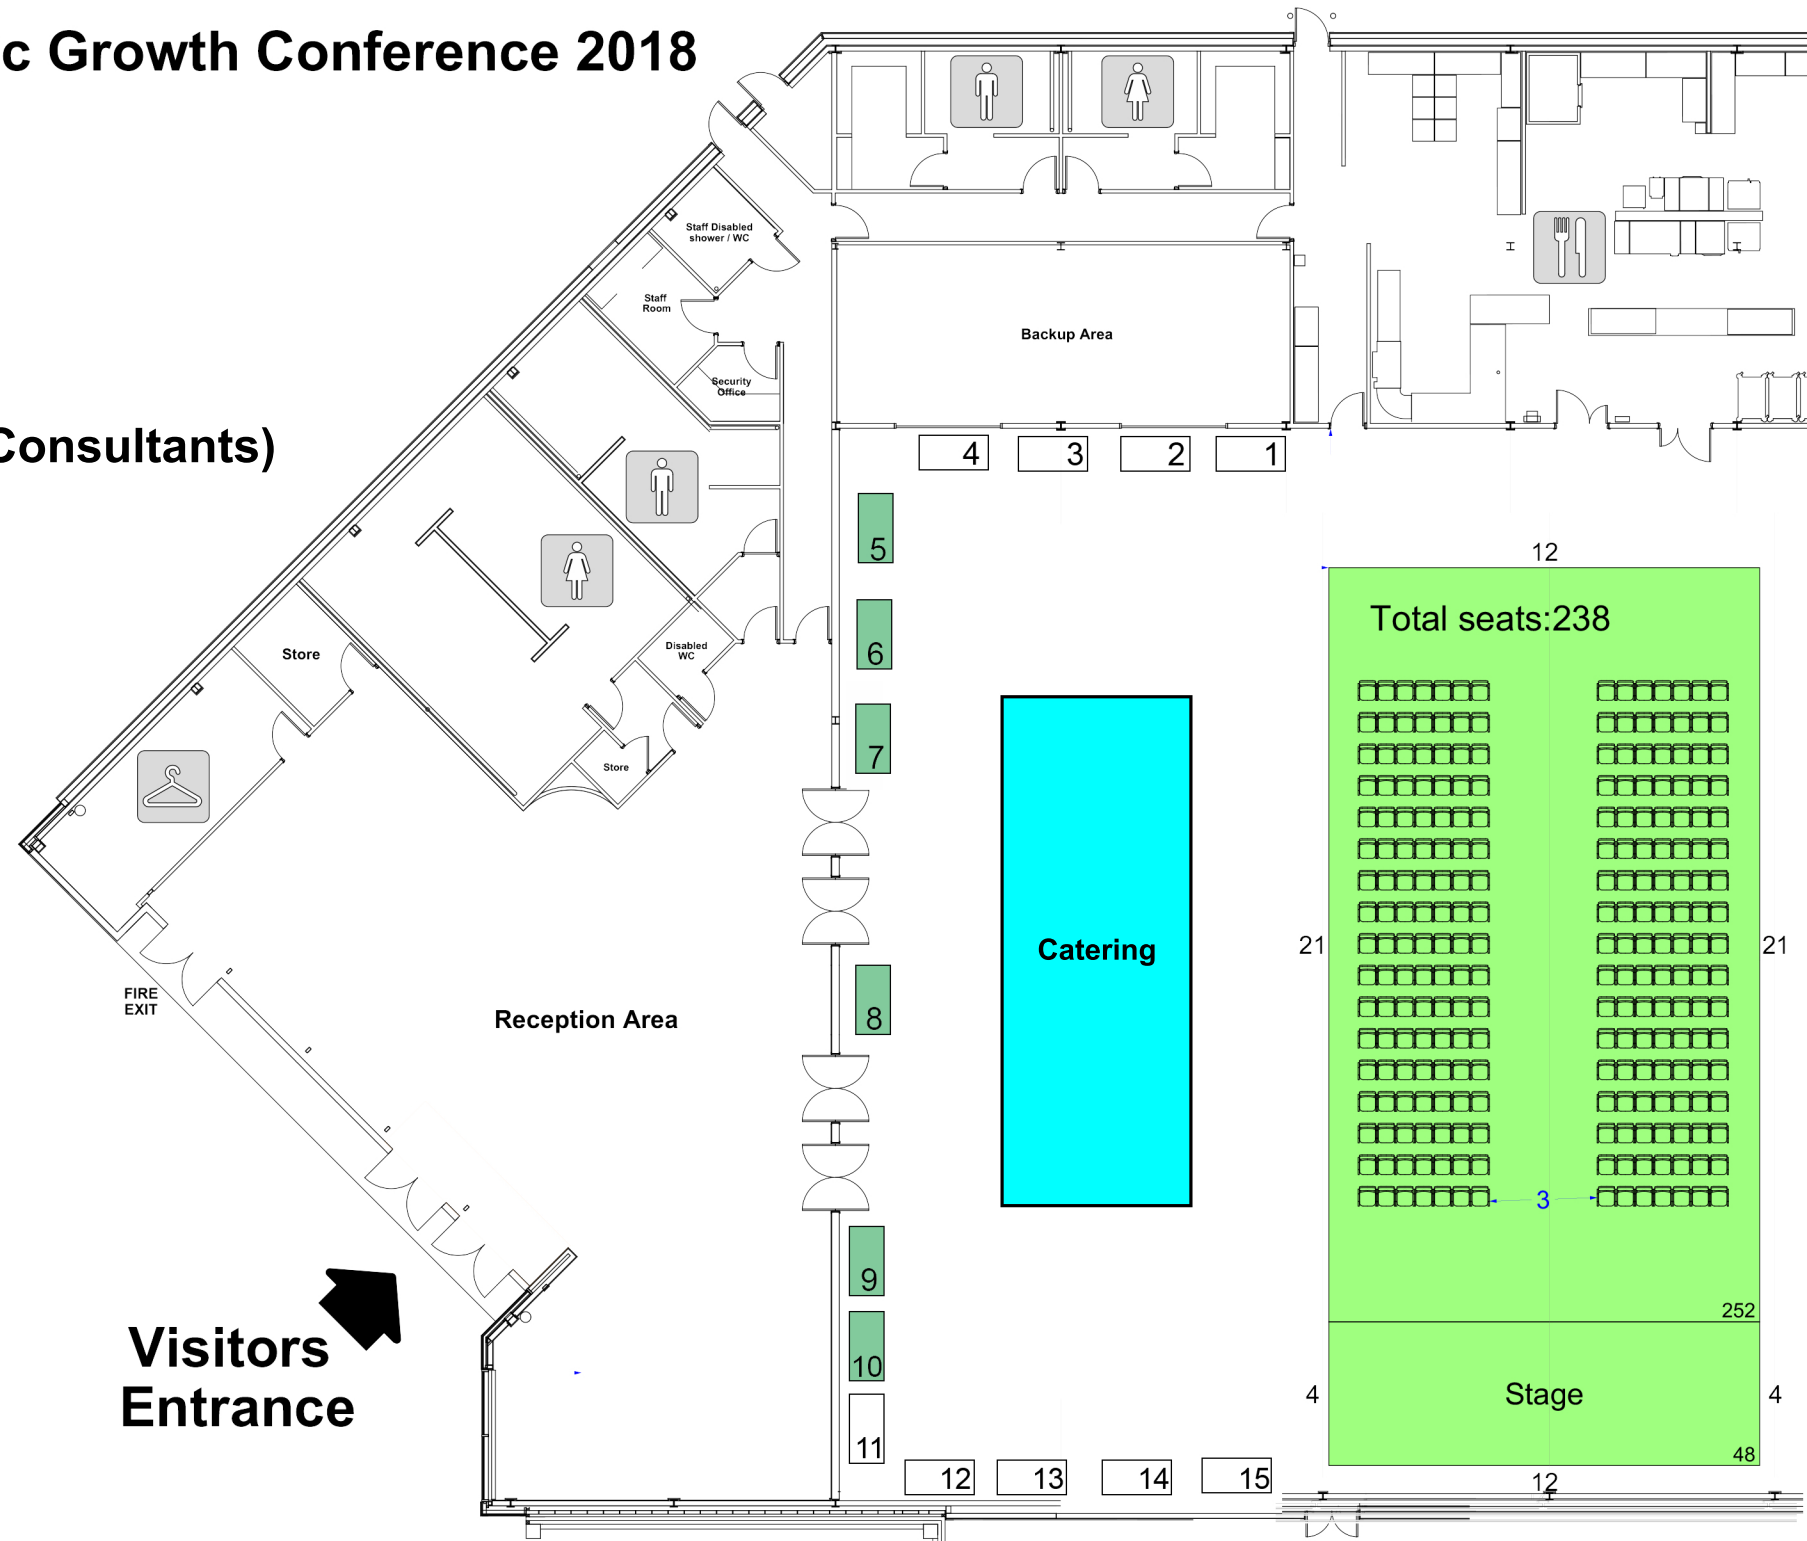 c Growth Conference 2018
Consultants)
Staff Disabled
shower / WC
Staff
Room
Security
Office
Backup Area
4
3
2
1
5
6
7
8
9
10
11
12
13
14
15
Store
Disabled
WC
Store
FIRE
EXIT
Reception Area
Catering
Visitors
Entrance
12
Total seats:238
21
21
3
252
4
Stage
4
48
12